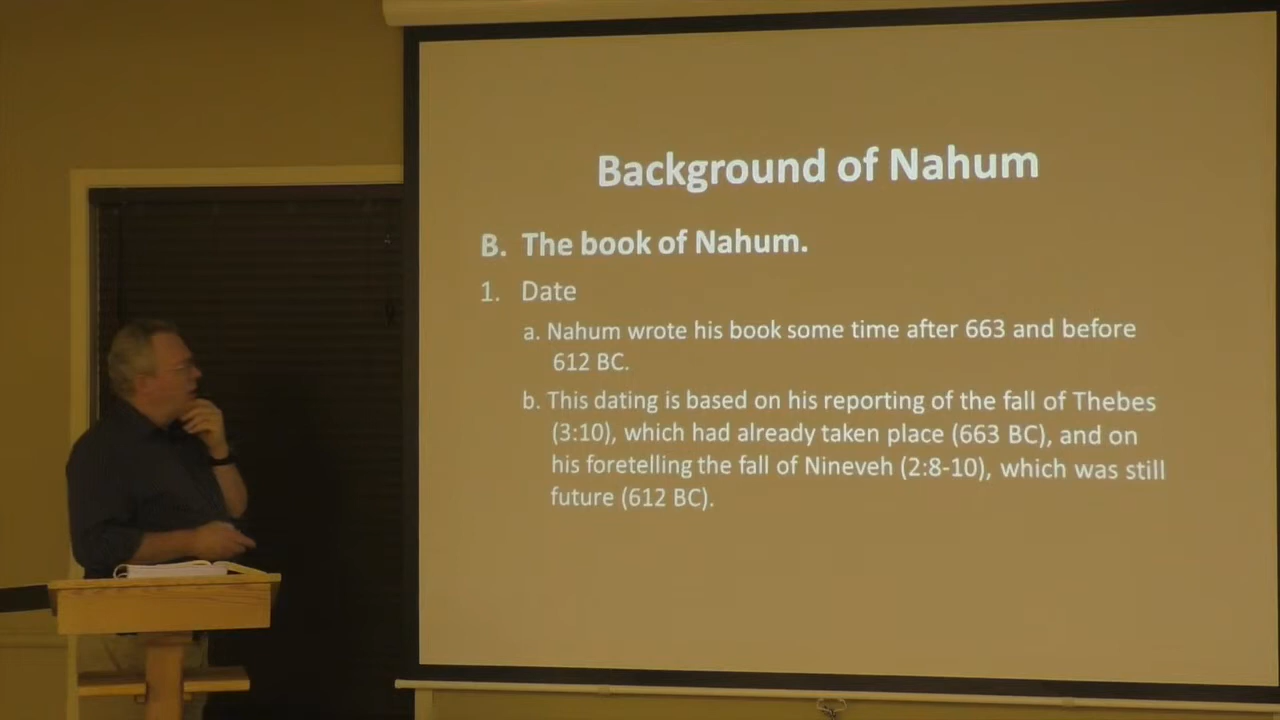 Background of Nahum
B. The book of Nahum.
1. Date
a. Nahum wrote his book some time after 663 and before
612 BC.
b. This dating is based on his reporting of the fall of Thebes
(3:10), which had already taken place (663 BC), and on
his foretelling the fall of Nineveh (2:8-10), which was still
future (612 BC).